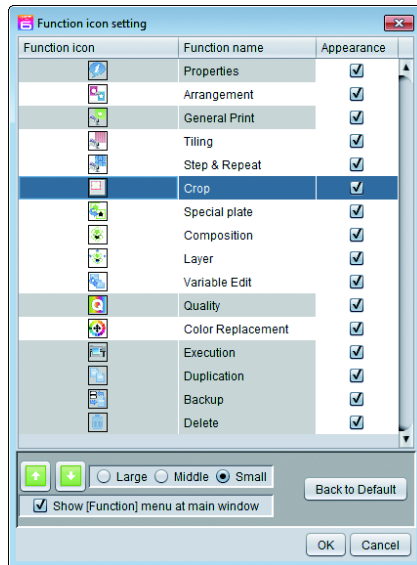 Function icon setting
Function icon Function name Appearance
Properties
Arrangement
General Print
Tiling
Step & Repeat
Crop
Special plate
Composition
Layer
Variable Edit
Quality
Color Replacement
Execution
Duplication
Backup
Delete
Large Middle Small
Back to Default
Show [Function] menu at main window
OK Cancel